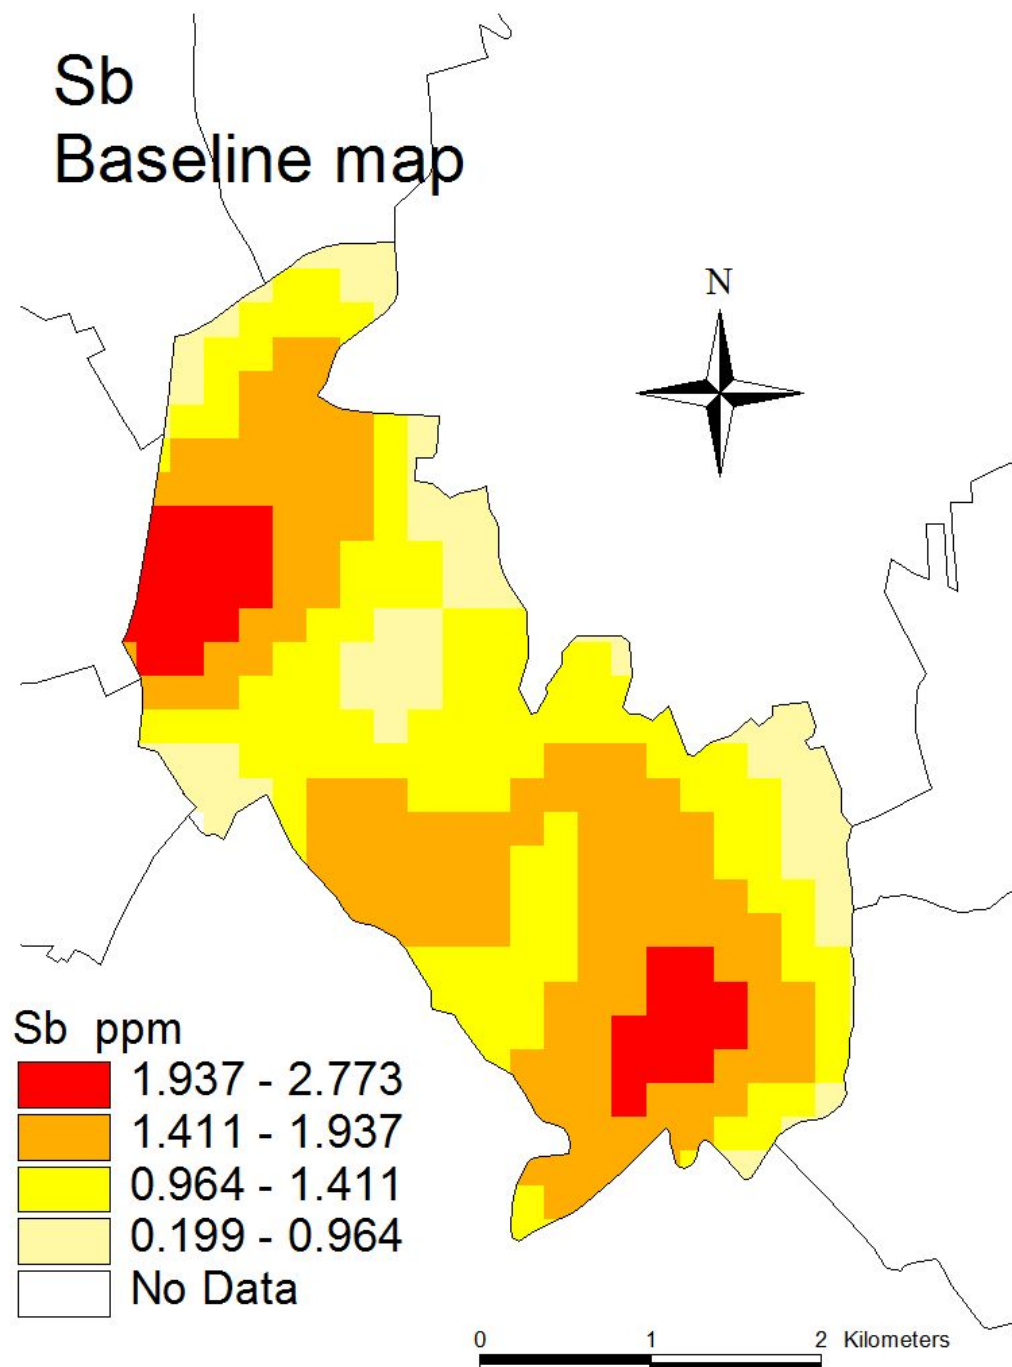 Sb
Baseline map
N
Sb ppm
1.937 - 2.773
1.411 - 1.937
0.964 - 1.411
0.199 - 0.964
No Data
0 1 2 Kilometers